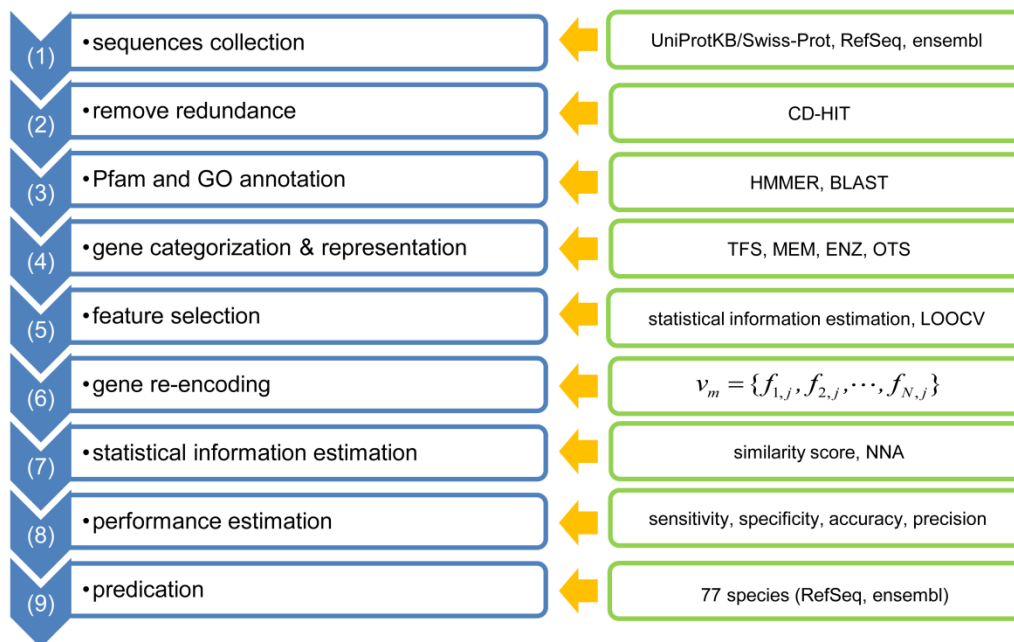 (1) •sequences collection UniProtKB/Swiss-Prot, RefSeq, ensembl
(2) •remove redundance CD-HIT
(3) •Pfam and GO annotation HMMER, BLAST
(4) •gene categorization & representation TFS, MEM, ENZ, OTS
(5) •feature selection statistical information estimation, LOOCV
(6) •gene re-encoding v_m = {f_{1,j}, f_{2,j}, ⋯, f_{N,j}}
(7) •statistical information estimation similarity score, NNA
(8) •performance estimation sensitivity, specificity, accuracy, precision
(9) •predication 77 species (RefSeq, ensembl)